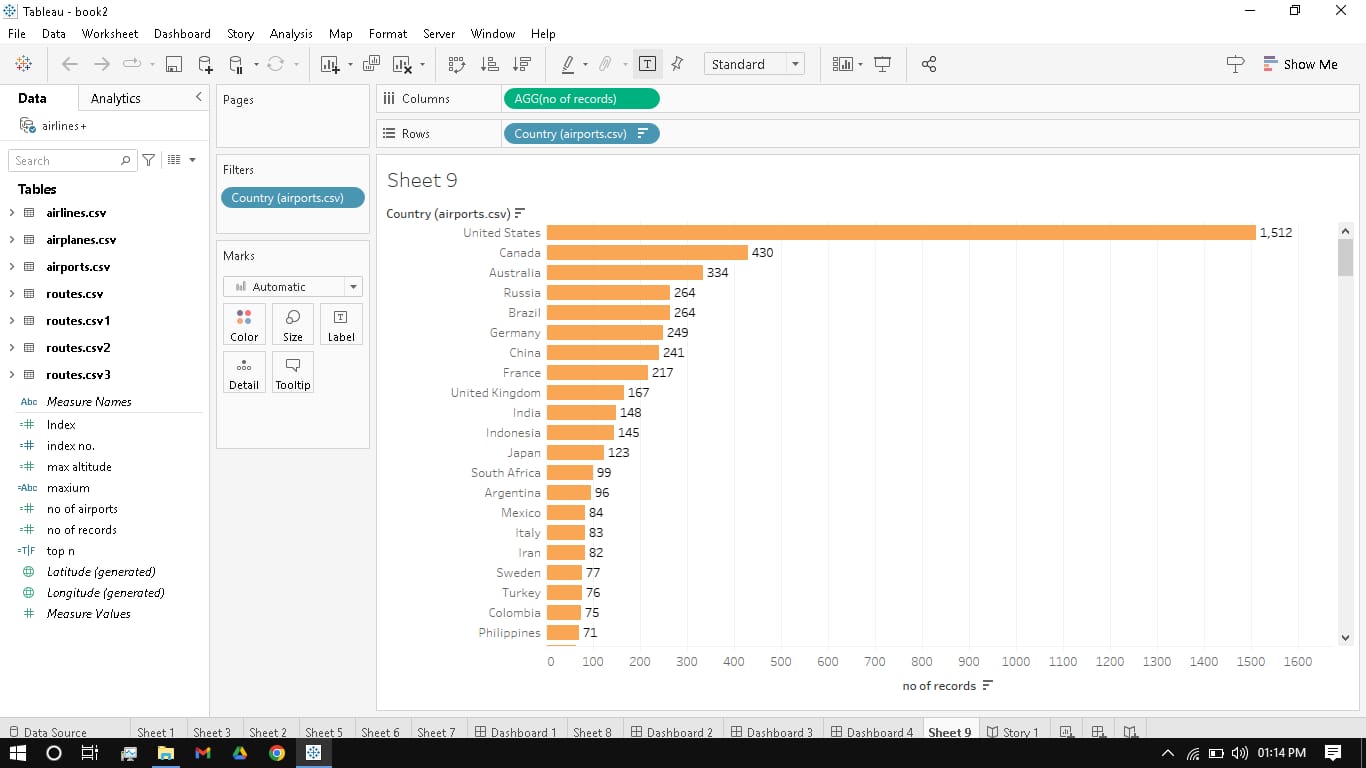 Tableau - book2
File Data Worksheet Dashboard Story Analysis Map Format Server Window Help
Standard
Show Me
Data Analytics
airlines+
Search
Tables
airlines.csv
airplanes.csv
airports.csv
routes.csv
routes.csv1
routes.csv2
routes.csv3
Abc Measure Names
Index
index no.
max altitude
=Abc maxium
no of airports
no of records
=T|F top n
Latitude (generated)
Longitude (generated)
Measure Values
Pages
Filters
Country (airports.csv)
Marks
Automatic
Color Size Label
Detail Tooltip
Columns AGG(no of records)
Rows Country (airports.csv)
Sheet 9
Country (airports.csv)
United States 1,512
Canada 430
Australia 334
Russia 264
Brazil 264
Germany 249
China 241
France 217
United Kingdom 167
India 148
Indonesia 145
Japan 123
South Africa 99
Argentina 96
Mexico 84
Italy 83
Iran 82
Sweden 77
Turkey 76
Colombia 75
Philippines 71
0 100 200 300 400 500 600 700 800 900 1000 1100 1200 1300 1400 1500 1600
no of records
Data Source Sheet 1 Sheet 3 Sheet 2 Sheet 5 Sheet 6 Sheet 7 Dashboard 1 Sheet 8 Dashboard 2 Dashboard 3 Dashboard 4 Sheet 9 Story 1
01:14 PM